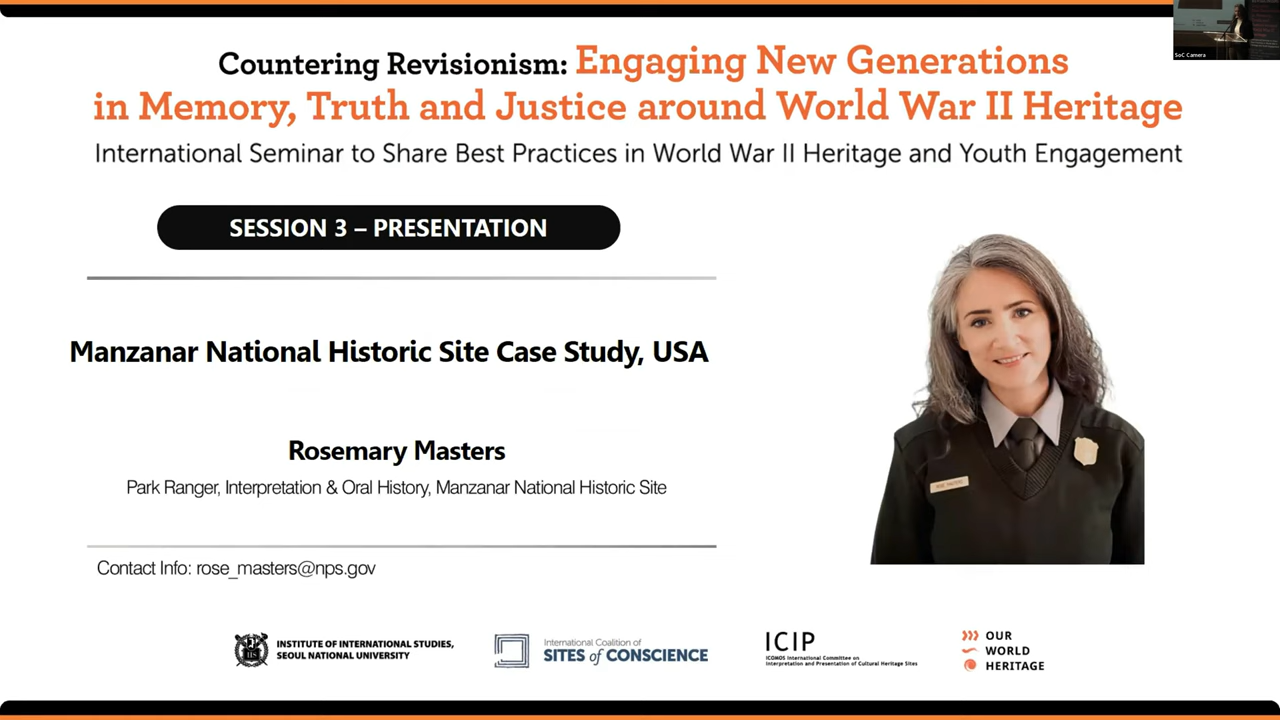 SoC Camera
Countering Revisionism: Engaging New Generations
in Memory, Truth and Justice around World War II Heritage
International Seminar to Share Best Practices in World War II Heritage and Youth Engagement
SESSION 3 – PRESENTATION
Manzanar National Historic Site Case Study, USA
Rosemary Masters
Park Ranger, Interpretation & Oral History, Manzanar National Historic Site
ROSE MASTERS
Contact Info: rose_masters@nps.gov
INSTITUTE OF INTERNATIONAL STUDIES,
SEOUL NATIONAL UNIVERSITY
International Coalition of
SITES of CONSCIENCE
ICIP
ICOMOS International Committee on
Interpretation and Presentation of Cultural Heritage Sites
OUR
WORLD
HERITAGE